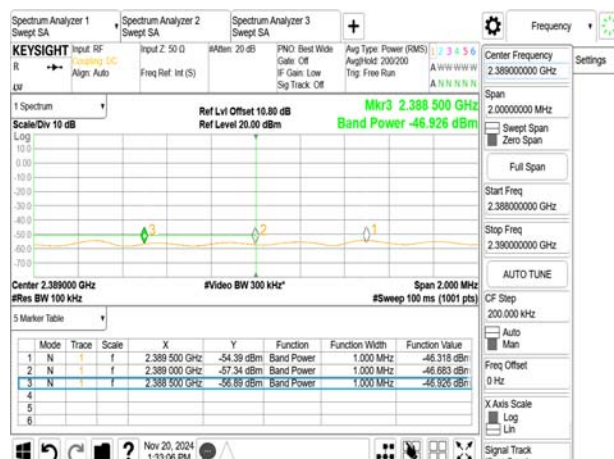 Spectrum Analyzer 1
Swept SA
Spectrum Analyzer 2
Swept SA
Spectrum Analyzer 3
Swept SA
+
Frequency
KEYSIGHT
R
Input: RF
Coupling: DC
Align: Auto
Input Z: 50 Ω
Freq Ref: Int (S)
#Atten: 20 dB
PNO: Best Wide
Gate: Off
IF Gain: Low
Sig Track: Off
Avg Type: Power (RMS)
Avg|Hold: 200/200
Trig: Free Run
1 2 3 4 5 6
A W W W W W
A N N N N N
1 Spectrum
Scale/Div 10 dB
Log
Ref Lvl Offset 10.80 dB
Ref Level 20.00 dBm
Mkr3 2.388 500 GHz
Band Power -46.926 dBm
10.0
0.00
-10.0
-20.0
-30.0
-40.0
-50.0
-60.0
-70.0
3
2
1
Center 2.389000 GHz
#Res BW 100 kHz
#Video BW 300 kHz*
Span 2.000 MHz
#Sweep 100 ms (1001 pts)
5 Marker Table
Mode Trace Scale X Y Function Function Width Function Value
1 N 1 f 2.389 500 GHz -54.39 dBm Band Power 1.000 MHz -46.318 dBm
2 N 1 f 2.389 000 GHz -57.34 dBm Band Power 1.000 MHz -46.683 dBm
3 N 1 f 2.388 500 GHz -56.89 dBm Band Power 1.000 MHz -46.926 dBm
4
5
6
?
Nov 20, 2024
1:33:06 PM
Center Frequency
2.389000000 GHz
Settings
Span
2.00000000 MHz
Swept Span
Zero Span
Full Span
Start Freq
2.388000000 GHz
Stop Freq
2.390000000 GHz
AUTO TUNE
CF Step
200.000 kHz
Auto
Man
Freq Offset
0 Hz
X Axis Scale
Log
Lin
Signal Track